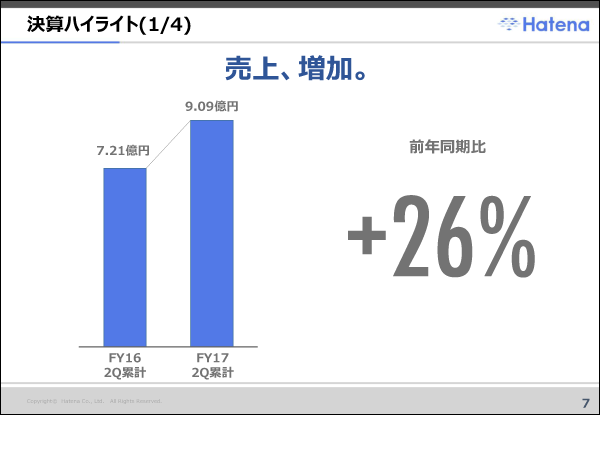 決算ハイライト(1/4)
Hatena
売上、増加。
9.09億円
7.21億円
前年同期比
+26%
FY16
2Q累計
FY17
2Q累計
Copyright© Hatena Co., Ltd. All Rights Reserved.
7